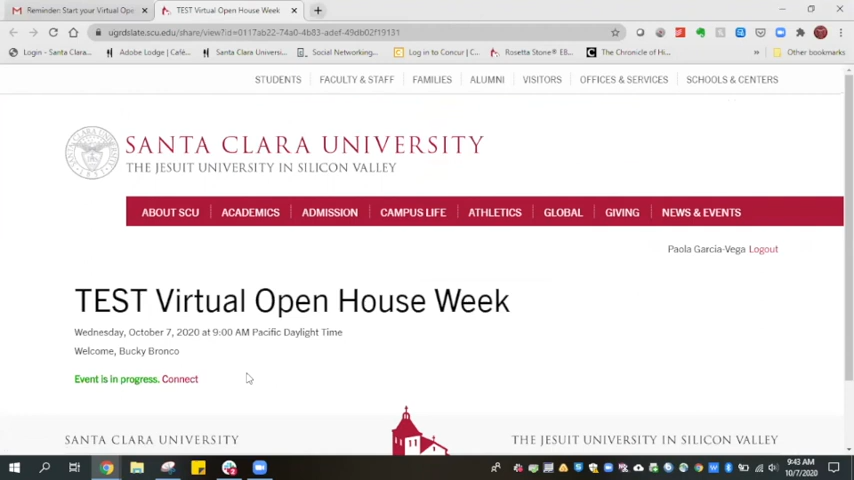 Reminder: Start your Virtual Ope
TEST Virtual Open House Week
ugrdslate.scu.edu/share/view?id=0117ab22-74a0-4b83-adef-49db02f19131
Login - Santa Clara...
Adobe Lodge | Café...
Santa Clara Universi...
Social Networking...
Log in to Concur | C...
Rosetta Stone® E8...
The Chronicle of Hi...
»
Other bookmarks
STUDENTS FACULTY & STAFF FAMILIES ALUMNI VISITORS OFFICES & SERVICES SCHOOLS & CENTERS
SANTA CLARA UNIVERSITY
THE JESUIT UNIVERSITY IN SILICON VALLEY
ABOUT SCU ACADEMICS ADMISSION CAMPUS LIFE ATHLETICS GLOBAL GIVING NEWS & EVENTS
Paola Garcia-Vega Logout
TEST Virtual Open House Week
Wednesday, October 7, 2020 at 9:00 AM Pacific Daylight Time
Welcome, Bucky Bronco
Event is in progress. Connect
SANTA CLARA UNIVERSITY
THE JESUIT UNIVERSITY IN SILICON VALLEY
9:43 AM
10/7/2020